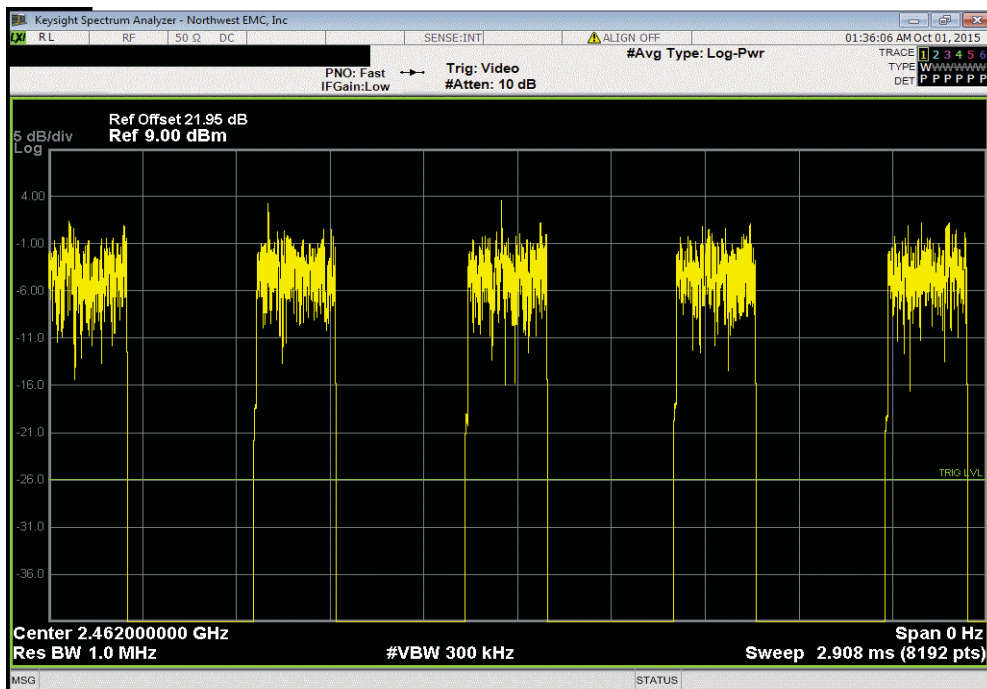 Keysight Spectrum Analyzer - Northwest EMC, Inc
LXI RL RF 50 Ω DC SENSE:INT ALIGN OFF 01:36:06 AM Oct 01, 2015
#Avg Type: Log-Pwr
TRACE 1 2 3 4 5 6
TYPE WWWWWW
DET P P P P P P
PNO: Fast
IFGain:Low
Trig: Video
#Atten: 10 dB
Ref Offset 21.95 dB
5 dB/div Ref 9.00 dBm
Log
4.00
-1.00
-6.00
-11.0
-16.0
-21.0
-26.0
TRIG LVL
-31.0
-36.0
Center 2.462000000 GHz Span 0 Hz
Res BW 1.0 MHz #VBW 300 kHz Sweep 2.908 ms (8192 pts)
MSG STATUS